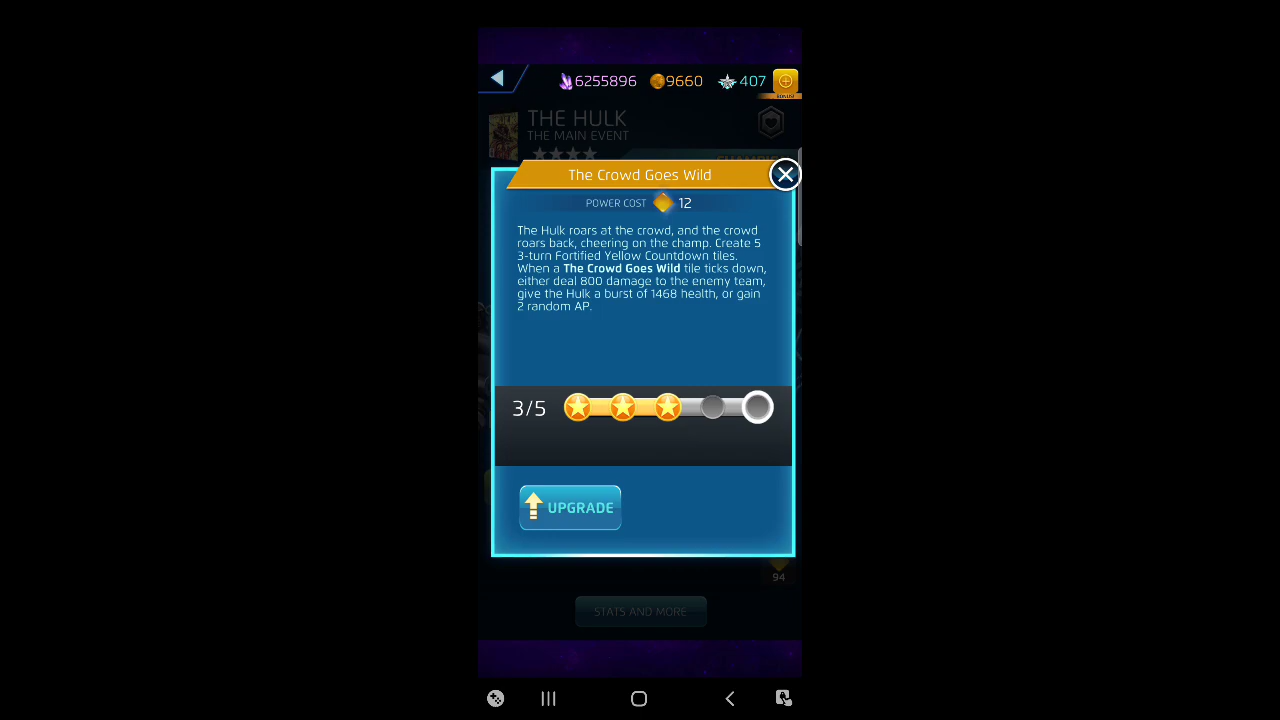 6255896 9660 407
BONUS!
THE HULK
THE MAIN EVENT
The Crowd Goes Wild
POWER COST 12
The Hulk roars at the crowd, and the crowd
roars back, cheering on the champ. Create 5
3-turn Fortified Yellow Countdown tiles.
When a The Crowd Goes Wild tile ticks down,
either deal 800 damage to the enemy team,
give the Hulk a burst of 1468 health, or gain
2 random AP.
3/5
UPGRADE
94
STATS AND MORE